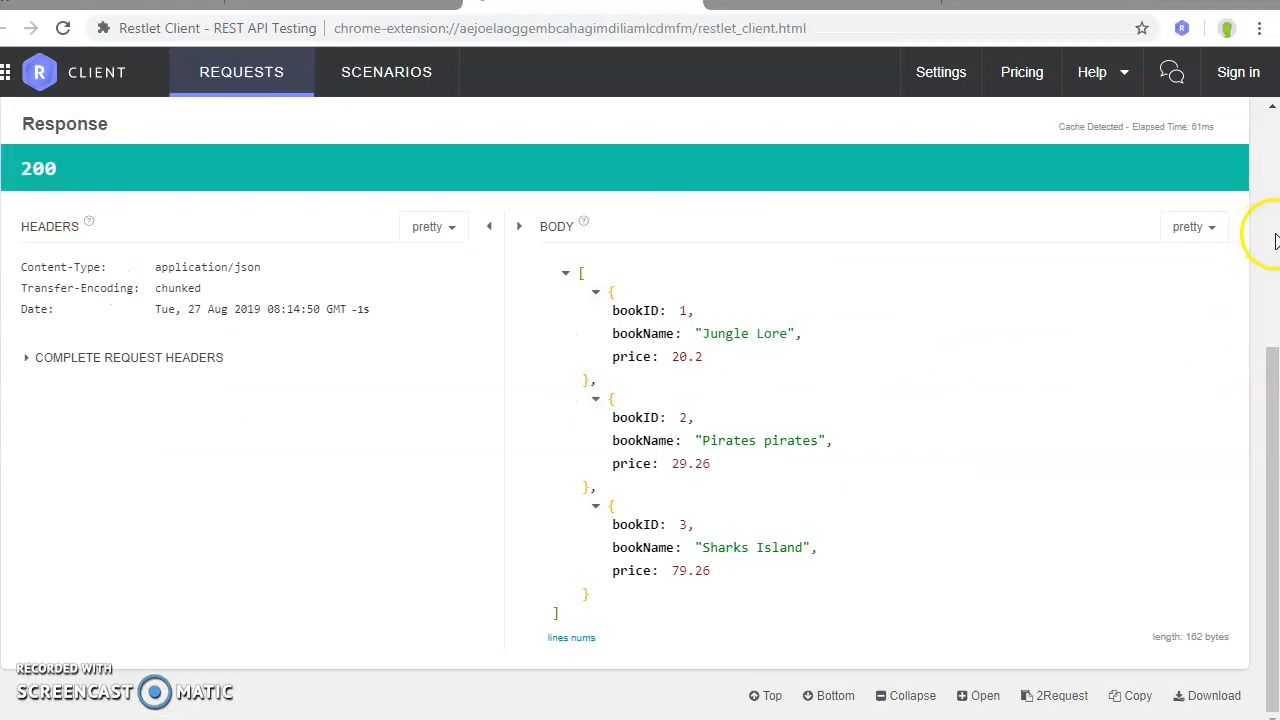 Restlet Client - REST API Testing chrome-extension://aejoelaoggembcahagimdiliamlcdmfm/restlet_client.html
R CLIENT REQUESTS SCENARIOS Settings Pricing Help Sign in
Response Cache Detected - Elapsed Time: 61ms
200
HEADERS ? pretty BODY ? pretty
Content-Type: application/json
Transfer-Encoding: chunked
Date: Tue, 27 Aug 2019 08:14:50 GMT -1s
COMPLETE REQUEST HEADERS
[
{
bookID: 1,
bookName: "Jungle Lore",
price: 20.2
},
{
bookID: 2,
bookName: "Pirates pirates",
price: 29.26
},
{
bookID: 3,
bookName: "Sharks Island",
price: 79.26
}
]
lines nums length: 162 bytes
RECORDED WITH
SCREENCAST MATIC
Top Bottom Collapse Open 2Request Copy Download